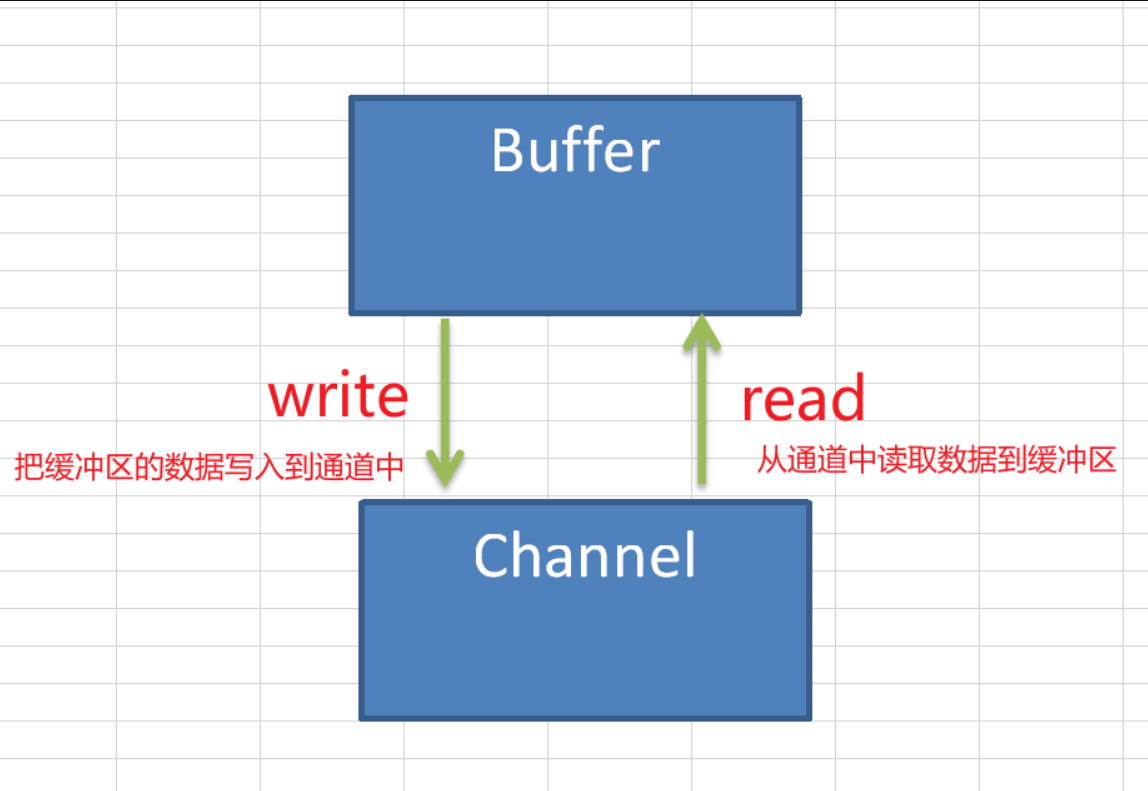 Buffer
write
read
把缓冲区的数据写入到通道中
从通道中读取数据到缓冲区
Channel